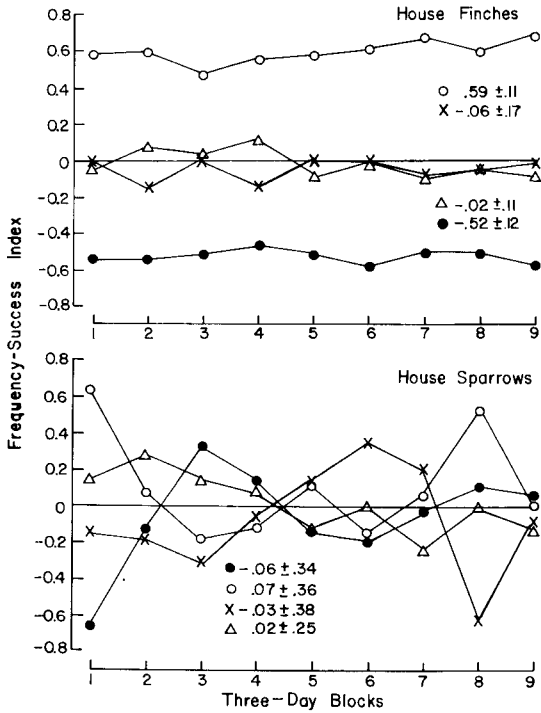 House Finches
0.8
0.6
0.4
0.2
0
-0.2
-0.4
-0.6
-0.8
○ .59 ±.11
× -.06 ±.17
△ -.02 ±.11
● -.52 ±.12
1 2 3 4 5 6 7 8 9
Frequency-Success Index
House Sparrows
0.8
0.6
0.4
0.2
0
-0.2
-0.4
-0.6
-0.8
● -.06 ±.34
○ .07 ±.36
× -.03 ±.38
△ .02 ±.25
1 2 3 4 5 6 7 8 9
Three-Day Blocks